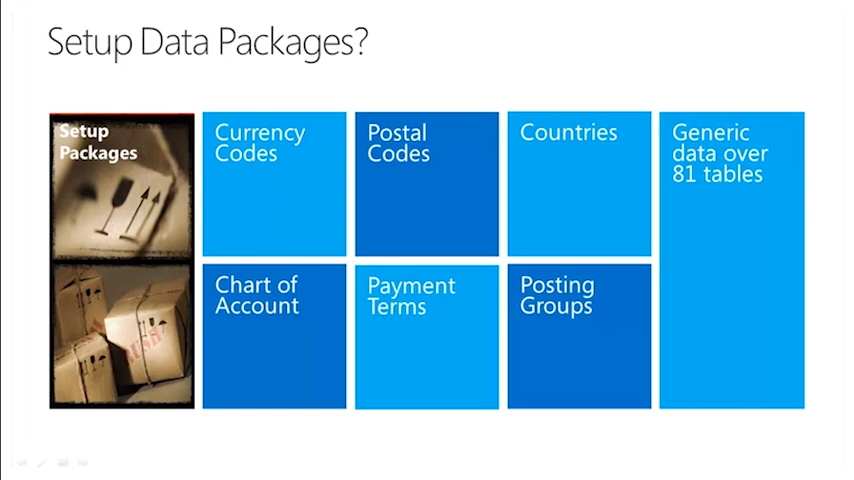 Setup Data Packages?
Setup
Packages
Currency
Codes
Postal
Codes
Countries
Generic
data over
81 tables
Chart of
Account
Payment
Terms
Posting
Groups
RUSH